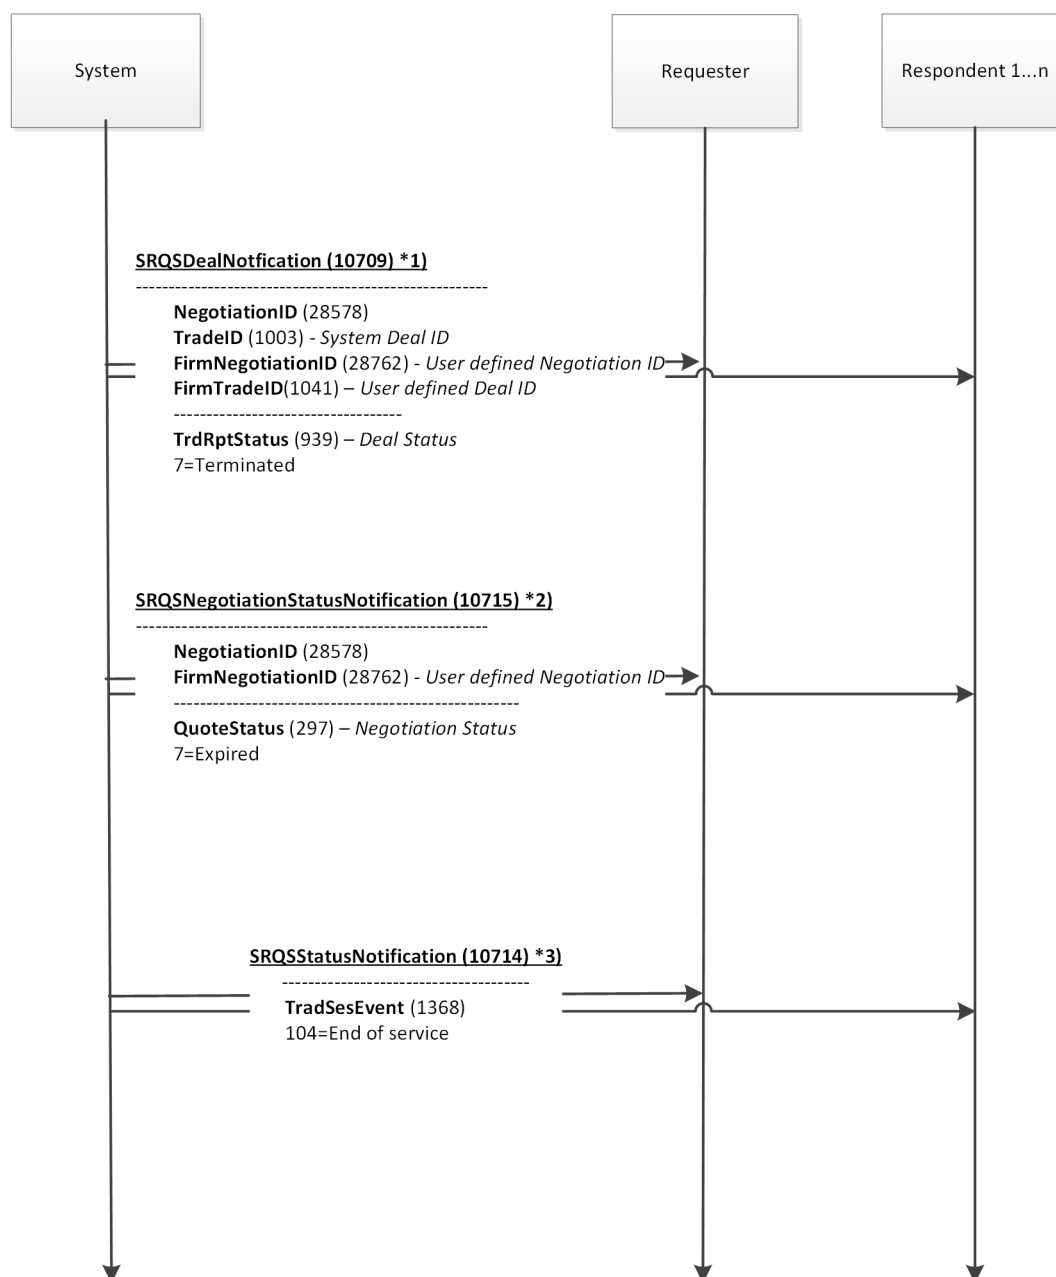 System
Requester
Respondent 1...n
SRQSDealNotfication (10709) *1)
------------------------------------------------------
NegotiationID (28578)
TradeID (1003) - System Deal ID
FirmNegotiationID (28762) - User defined Negotiation ID
FirmTradeID(1041) – User defined Deal ID
-----------------------------------
TrdRptStatus (939) – Deal Status
7=Terminated
SRQSNegotiationStatusNotification (10715) *2)
------------------------------------------------------
NegotiationID (28578)
FirmNegotiationID (28762) - User defined Negotiation ID
-----------------------------------------------------
QuoteStatus (297) – Negotiation Status
7=Expired
SRQSStatusNotification (10714) *3)
--------------------------------------
TradSesEvent (1368)
104=End of service